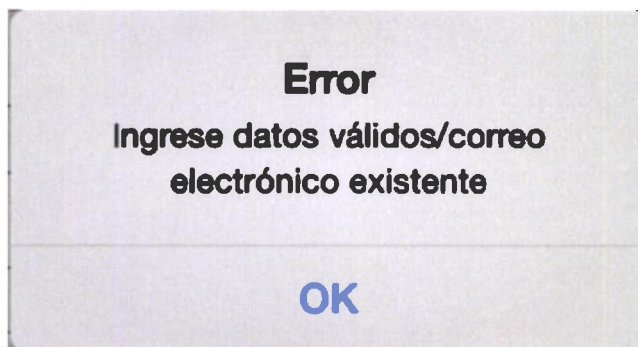 Error
Ingrese datos válidos/correo
electrónico existente
OK